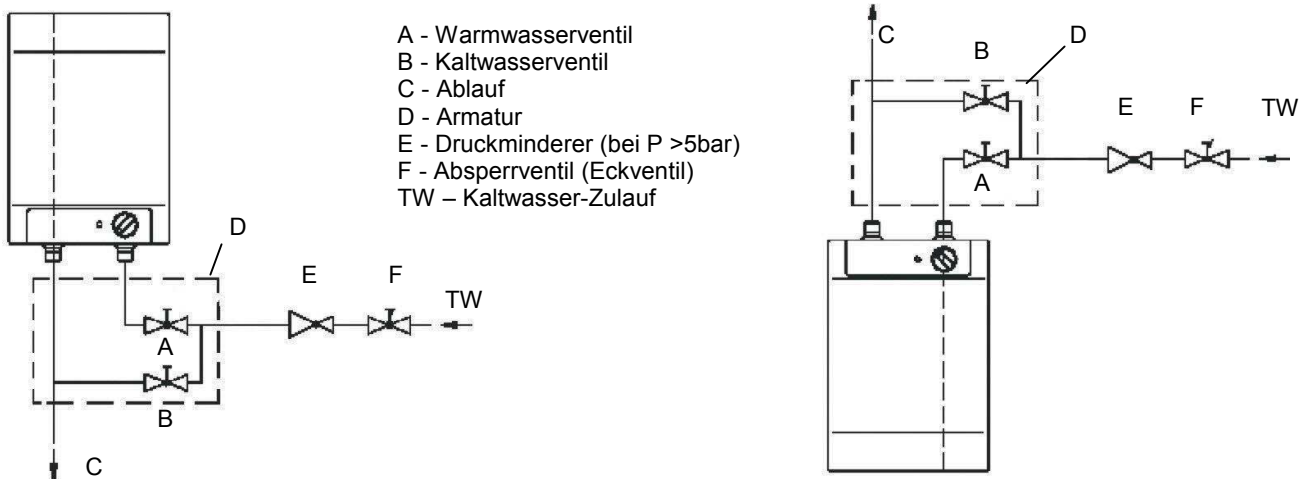 A - Warmwasserventil
B - Kaltwasserventil
C - Ablauf
D - Armatur
E - Druckminderer (bei P >5bar)
F - Absperrventil (Eckventil)
TW – Kaltwasser-Zulauf
D
E
F
TW
A
B
C
C
B
D
E
F
TW
A